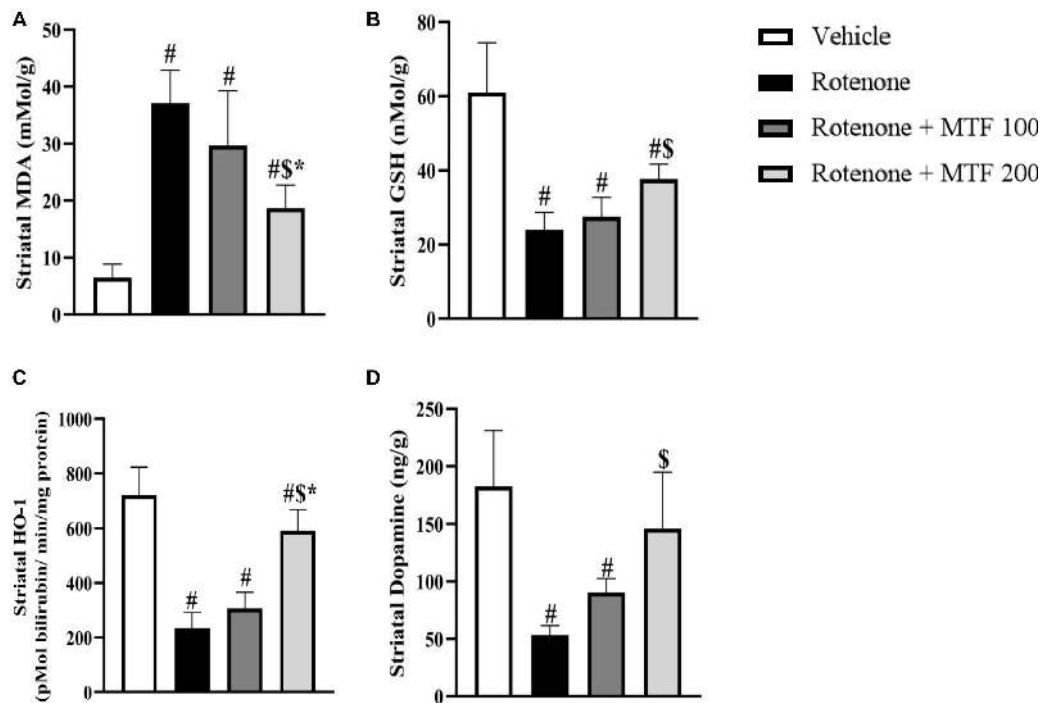 A
Striatal MDA (mMol/g)
50
40
30
20
10
0
#
#
#$*
B
Striatal GSH (nMol/g)
80
60
40
20
0
#
#
#$
Vehicle
Rotenone
Rotenone + MTF 100
Rotenone + MTF 200
C
Striatal HO-1
(pMol bilirubin/ min/mg protein)
1000
800
600
400
200
0
#
#
#$*
D
Striatal Dopamine (ng/g)
250
200
150
100
50
0
#
#
$